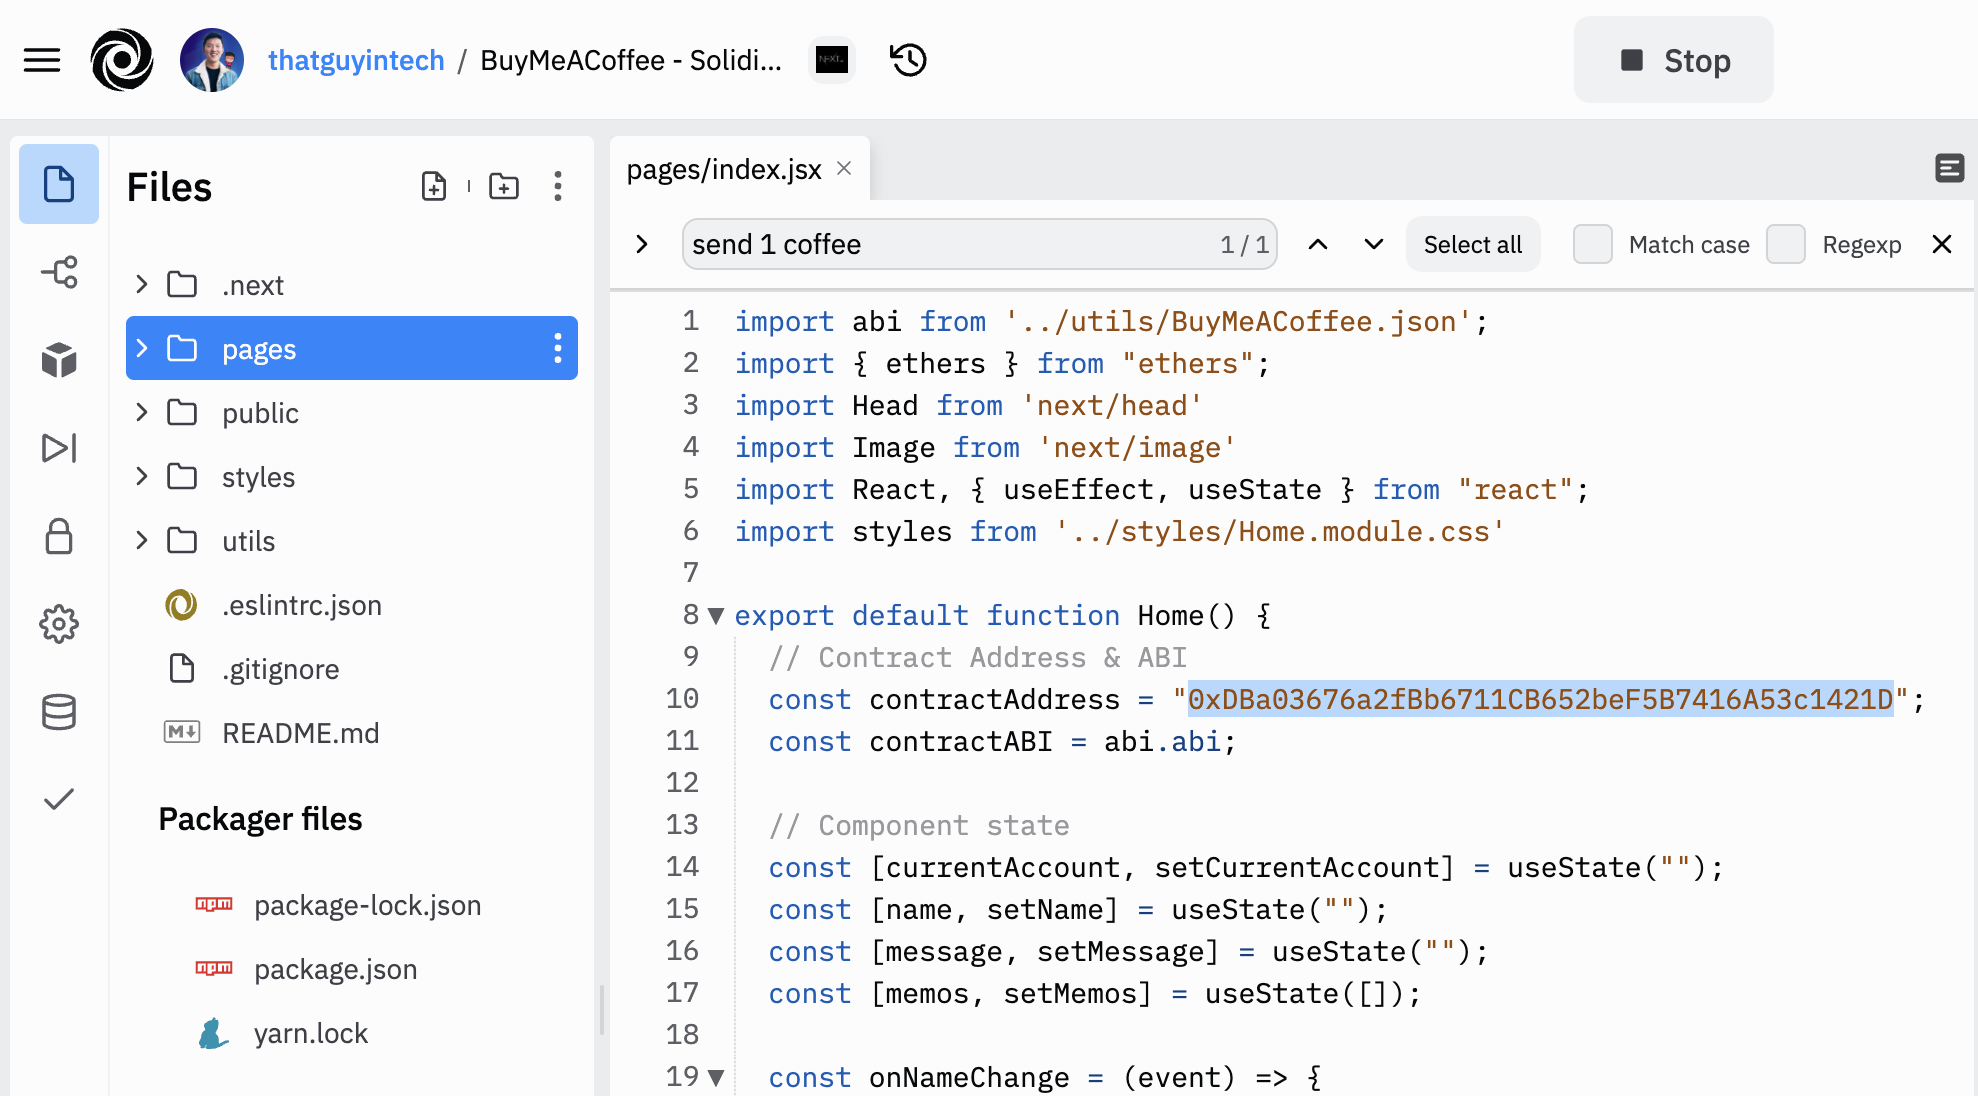 thatguyintech / BuyMeACoffee - Solidi...
NEXT.
Stop
Files
.next
pages
public
styles
utils
.eslintrc.json
.gitignore
README.md
Packager files
package-lock.json
package.json
yarn.lock
pages/index.jsx
send 1 coffee 1 / 1 Select all Match case Regexp
1 import abi from '../utils/BuyMeACoffee.json';
2 import { ethers } from "ethers";
3 import Head from 'next/head'
4 import Image from 'next/image'
5 import React, { useEffect, useState } from "react";
6 import styles from '../styles/Home.module.css'
7
8 export default function Home() {
9 // Contract Address & ABI
10 const contractAddress = "0xDBa03676a2fBb6711CB652beF5B7416A53c1421D";
11 const contractABI = abi.abi;
12
13 // Component state
14 const [currentAccount, setCurrentAccount] = useState("");
15 const [name, setName] = useState("");
16 const [message, setMessage] = useState("");
17 const [memos, setMemos] = useState([]);
18
19 const onNameChange = (event) => {